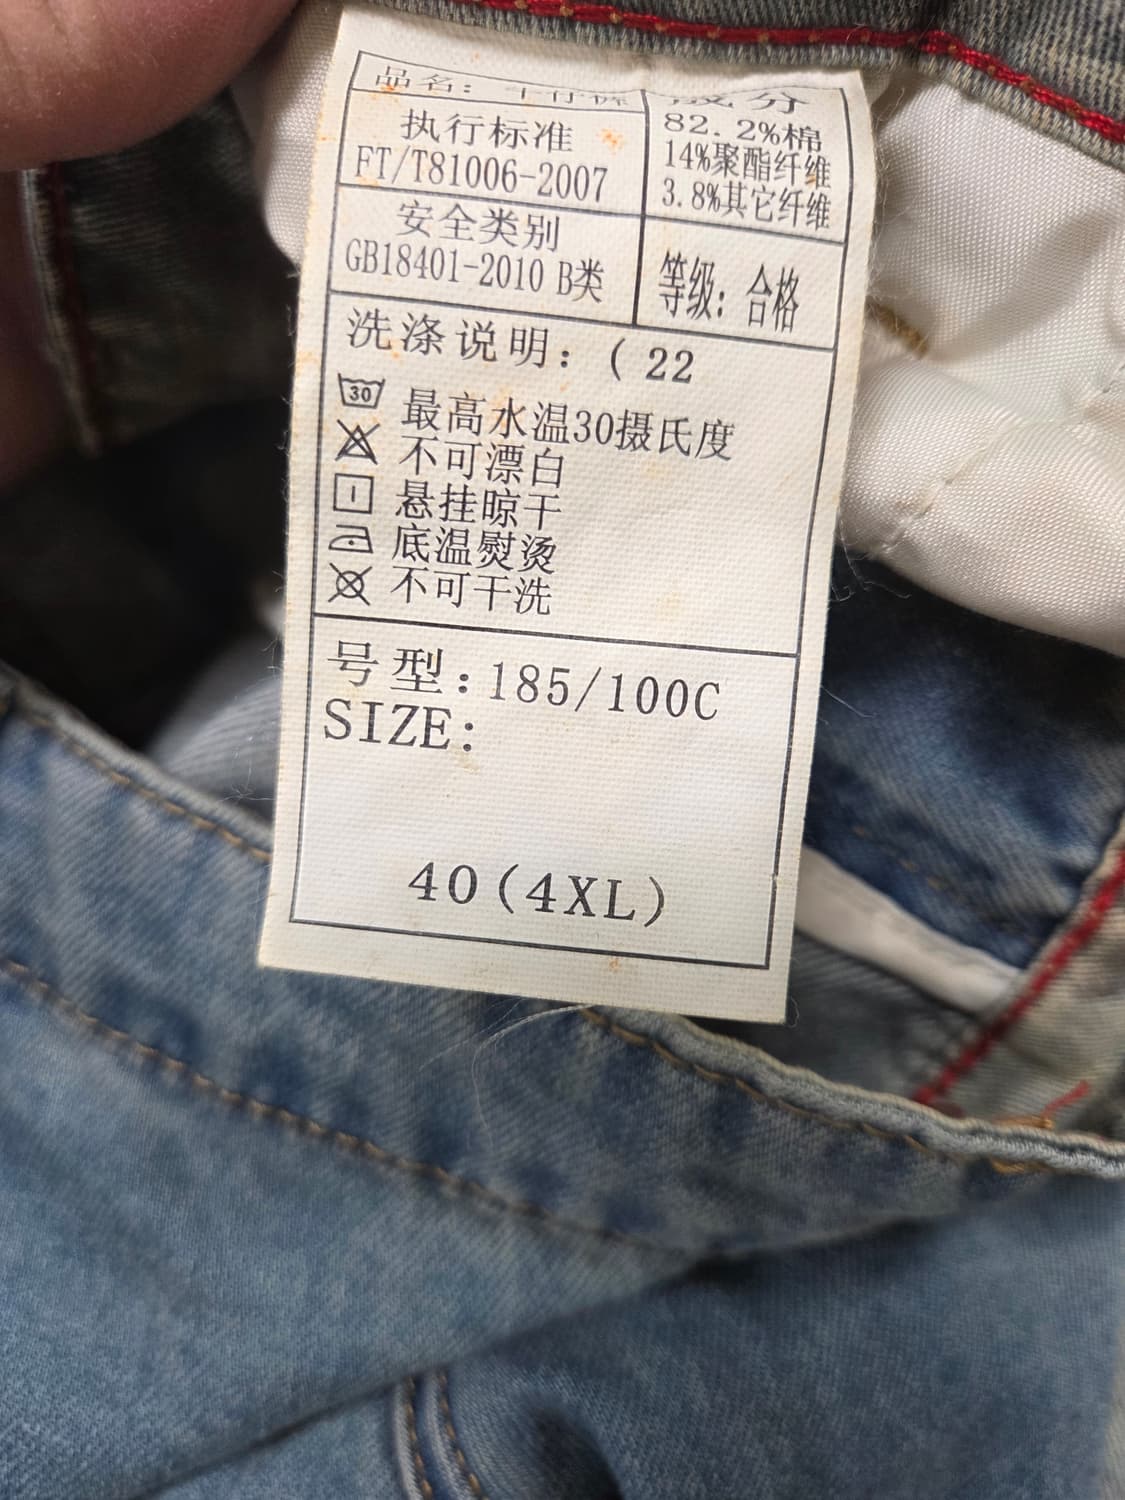 品名: 牛仔裤
成分
82.2%棉
14%聚酯纤维
3.8%其它纤维
执行标准
FT/T81006-2007
安全类别
GB18401-2010 B类
等级: 合格
洗涤说明: ( 22
30
最高水温30摄氏度
不可漂白
悬挂晾干
底温熨烫
不可干洗
号型: 185/100C
SIZE:
40(4XL)